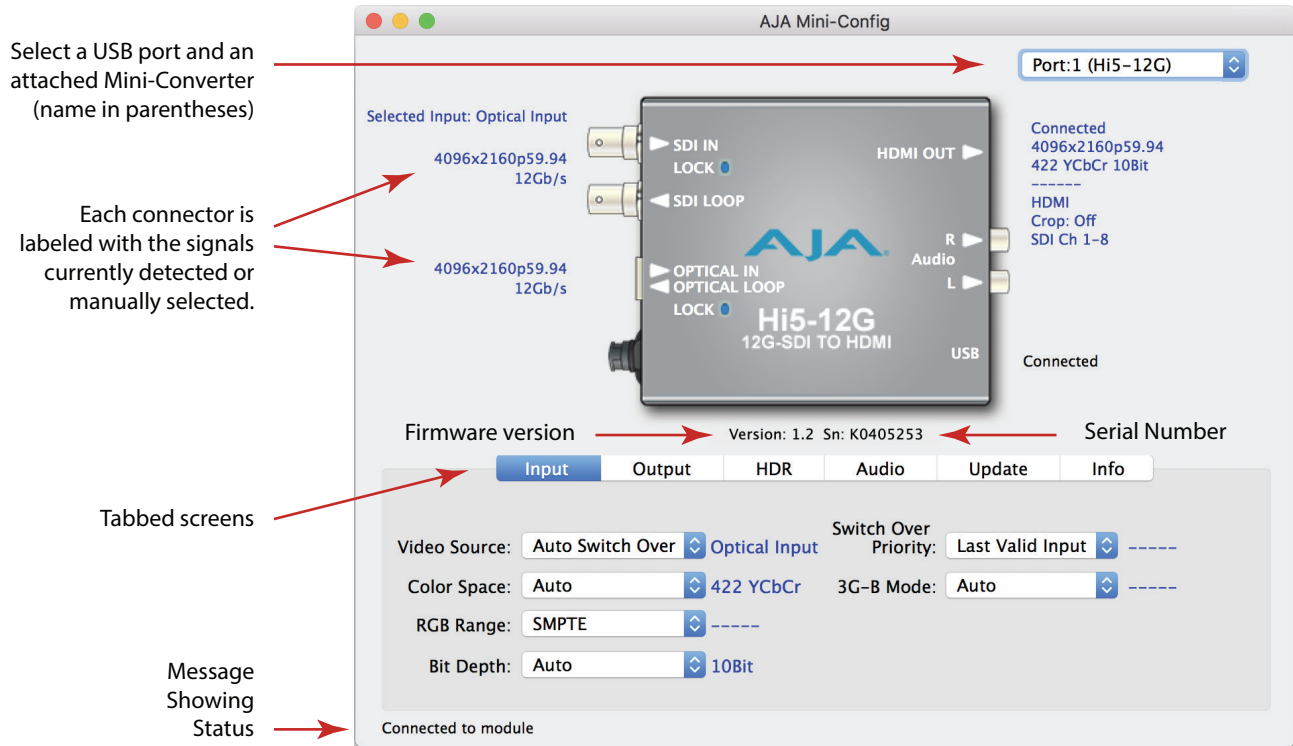 AJA Mini-Config
Select a USB port and an
attached Mini-Converter
(name in parentheses)
Port:1 (Hi5-12G)
Selected Input: Optical Input
4096x2160p59.94
12Gb/s
Each connector is
labeled with the signals
currently detected or
manually selected.
4096x2160p59.94
12Gb/s
SDI IN
LOCK
SDI LOOP
HDMI OUT
AJA
R
Audio
L
OPTICAL IN
OPTICAL LOOP
LOCK
Hi5-12G
12G-SDI TO HDMI
USB
Connected
4096x2160p59.94
422 YCbCr 10Bit
------
HDMI
Crop: Off
SDI Ch 1-8
Connected
Firmware version
Version: 1.2 Sn: K0405253
Serial Number
Tabbed screens
Input Output HDR Audio Update Info
Video Source: Auto Switch Over Optical Input
Switch Over
Priority: Last Valid Input -----
Color Space: Auto 422 YCbCr
3G-B Mode: Auto -----
RGB Range: SMPTE -----
Bit Depth: Auto 10Bit
Message
Showing
Status
Connected to module